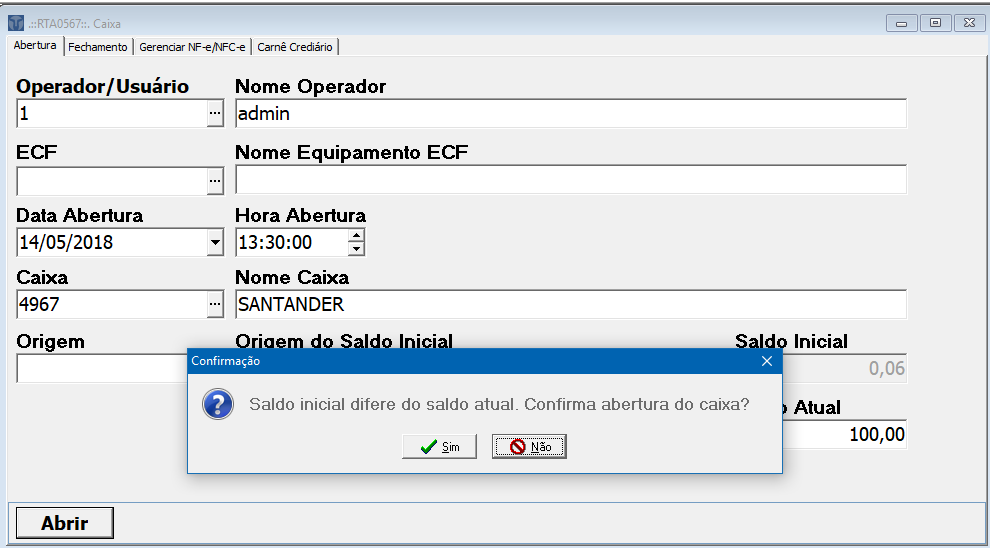 .::RTA0567::. Caixa
Abertura Fechamento Gerenciar NF-e/NFC-e Carnê Crediário
Operador/Usuário Nome Operador
1 ... admin
ECF Nome Equipamento ECF
...
Data Abertura Hora Abertura
14/05/2018 13:30:00
Caixa Nome Caixa
4967 ... SANTANDER
Origem Origem do Saldo Inicial Saldo Inicial
0,06
Confirmação
Saldo inicial difere do saldo atual. Confirma abertura do caixa?
Atual
100,00
Sim Não
Abrir